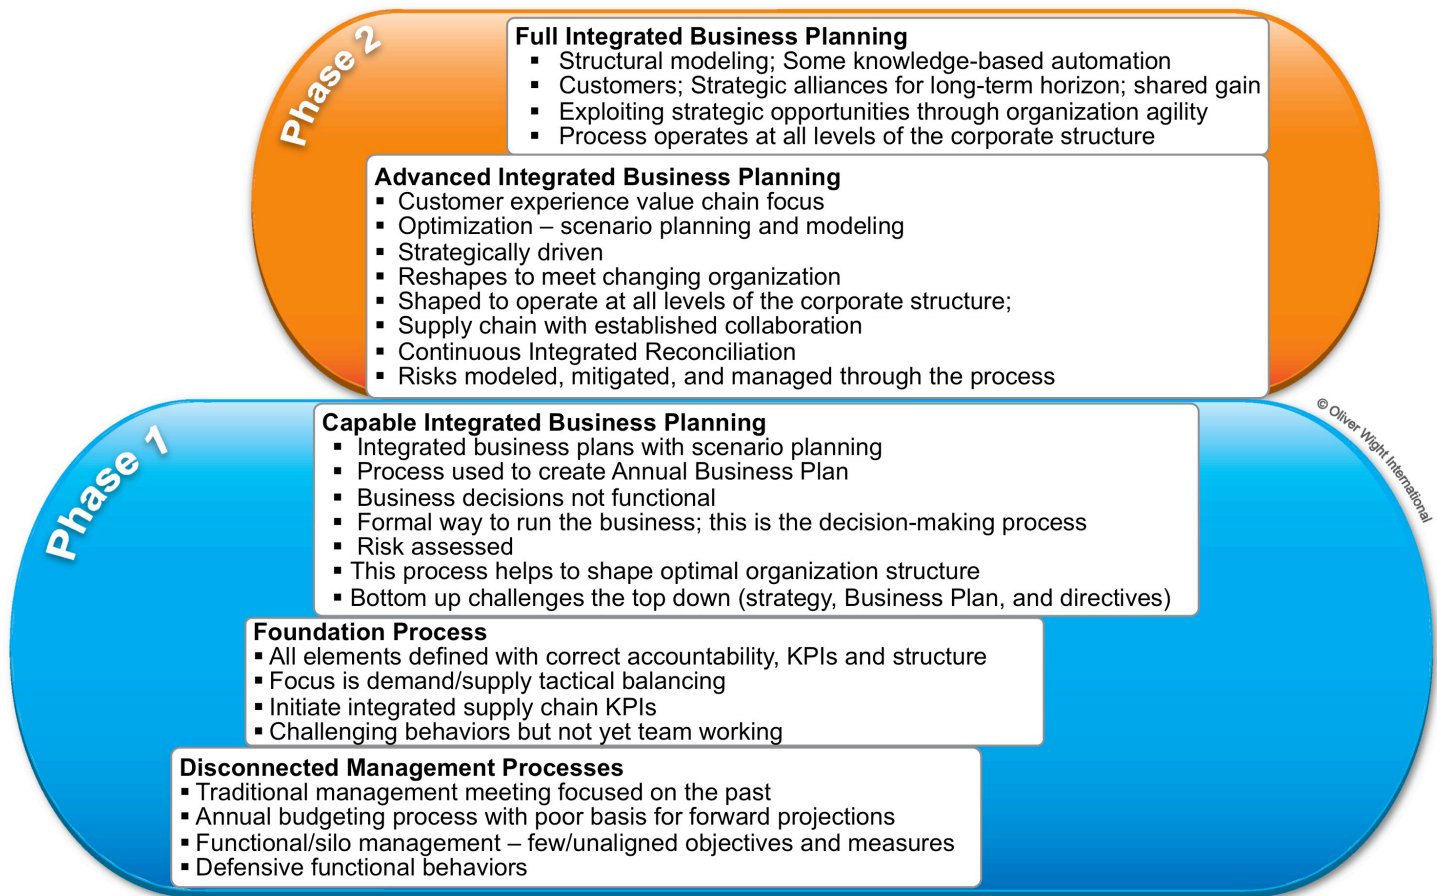 Phase 2
Full Integrated Business Planning
▪ Structural modeling; Some knowledge-based automation
▪ Customers; Strategic alliances for long-term horizon; shared gain
▪ Exploiting strategic opportunities through organization agility
▪ Process operates at all levels of the corporate structure
Advanced Integrated Business Planning
▪ Customer experience value chain focus
▪ Optimization – scenario planning and modeling
▪ Strategically driven
▪ Reshapes to meet changing organization
▪ Shaped to operate at all levels of the corporate structure;
▪ Supply chain with established collaboration
▪ Continuous Integrated Reconciliation
▪ Risks modeled, mitigated, and managed through the process
Phase 1
Capable Integrated Business Planning
▪ Integrated business plans with scenario planning
▪ Process used to create Annual Business Plan
▪ Business decisions not functional
▪ Formal way to run the business; this is the decision-making process
▪ Risk assessed
▪ This process helps to shape optimal organization structure
▪ Bottom up challenges the top down (strategy, Business Plan, and directives)
Foundation Process
▪ All elements defined with correct accountability, KPIs and structure
▪ Focus is demand/supply tactical balancing
▪ Initiate integrated supply chain KPIs
▪ Challenging behaviors but not yet team working
Disconnected Management Processes
▪ Traditional management meeting focused on the past
▪ Annual budgeting process with poor basis for forward projections
▪ Functional/silo management – few/unaligned objectives and measures
▪ Defensive functional behaviors
© Oliver Wight International